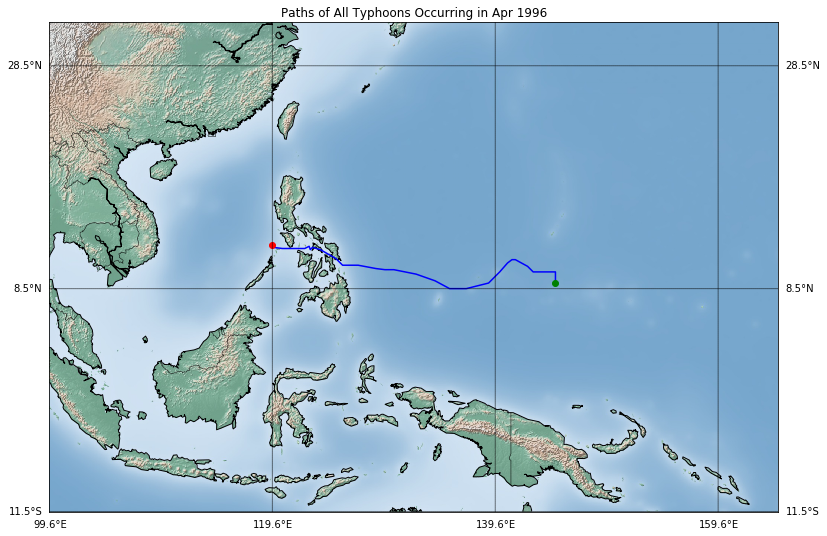 Paths of All Typhoons Occurring in Apr 1996
28.5°N 28.5°N
8.5°N 8.5°N
11.5°S 11.5°S
99.6°E 119.6°E 139.6°E 159.6°E